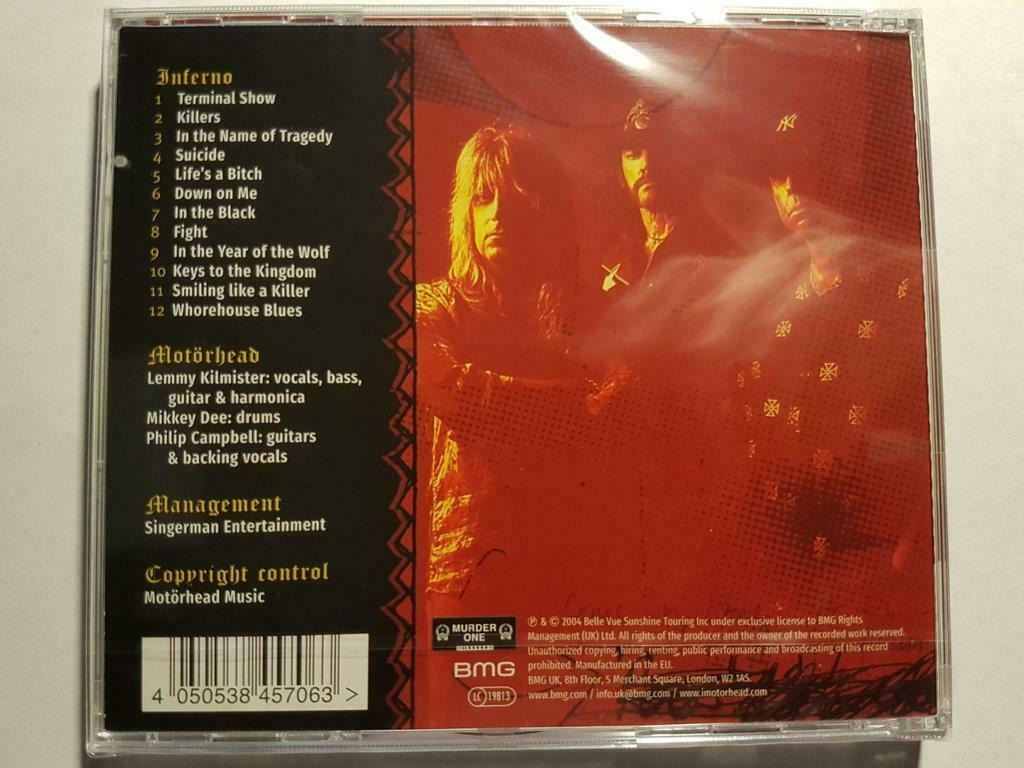 Inferno
1 Terminal Show
2 Killers
3 In the Name of Tragedy
4 Suicide
5 Life's a Bitch
6 Down on Me
7 In the Black
8 Fight
9 In the Year of the Wolf
10 Keys to the Kingdom
11 Smiling like a Killer
12 Whorehouse Blues
Motörhead
Lemmy Kilmister: vocals, bass,
guitar & harmonica
Mikkey Dee: drums
Philip Campbell: guitars
& backing vocals
Management
Singerman Entertainment
Copyright control
Motörhead Music
4 050538 457063 >
MURDER
ONE
BMG
LC 19813
℗ & © 2004 Belle Vue Sunshine Touring Inc under exclusive license to BMG Rights
Management (UK) Ltd. All rights of the producer and the owner of the recorded work reserved.
Unauthorized copying, hiring, renting, public performance and broadcasting of this record
prohibited. Manufactured in the EU.
BMG UK, 8th Floor, 5 Merchant Square, London, W2 1AS.
www.bmg.com / info.uk@bmg.com / www.imotorhead.com